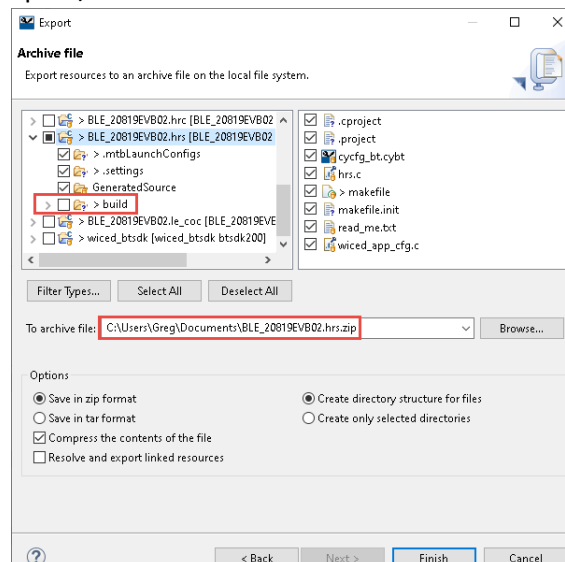 Export
Archive file
Export resources to an archive file on the local file system.
> BLE_20819EVB02.hrc [BLE_20819EVB02
> BLE_20819EVB02.hrs [BLE_20819EVB02
> .mtbLaunchConfigs
> .settings
GeneratedSource
> build
> BLE_20819EVB02.le_coc [BLE_20819EVE
> wiced_btsdk [wiced_btsdk btsdk200]
.cproject
.project
cycfg_bt.cybt
hrs.c
> makefile
makefile.init
read_me.txt
wiced_app_cfg.c
Filter Types... Select All Deselect All
To archive file: C:\Users\Greg\Documents\BLE_20819EVB02.hrs.zip Browse...
Options
Save in zip format Create directory structure for files
Save in tar format Create only selected directories
Compress the contents of the file
Resolve and export linked resources
? < Back Next > Finish Cancel